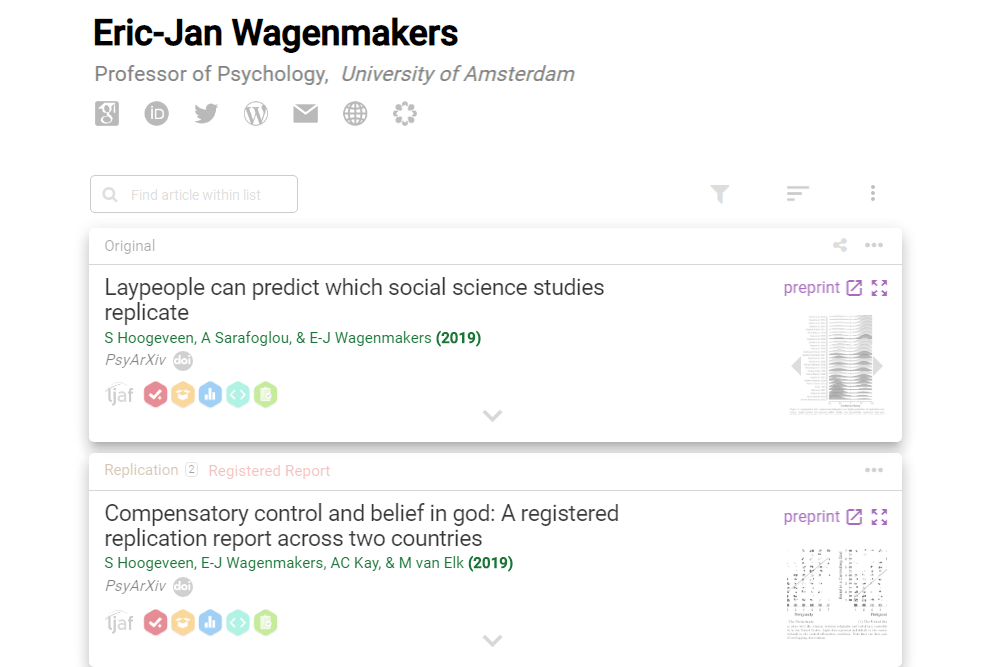 Eric-Jan Wagenmakers
Professor of Psychology, University of Amsterdam
Find article within list
Original
Laypeople can predict which social science studies
replicate
preprint
S Hoogeveen, A Sarafoglou, & E-J Wagenmakers (2019)
PsyArXiv doi
ljaf
Replication 2 Registered Report
Compensatory control and belief in god: A registered
replication report across two countries
preprint
S Hoogeveen, E-J Wagenmakers, AC Kay, & M van Elk (2019)
PsyArXiv doi
ljaf